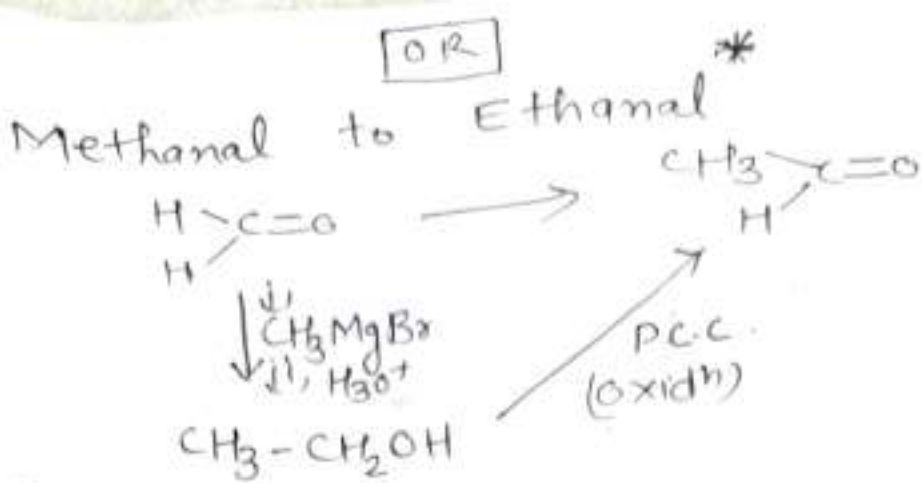 OR
Methanal to Ethanal*
H
C=O
H
CH3
C=O
H
i, CH3MgBr
ii, H3O+
P.C.C.
(Oxidn)
CH3-CH2OH